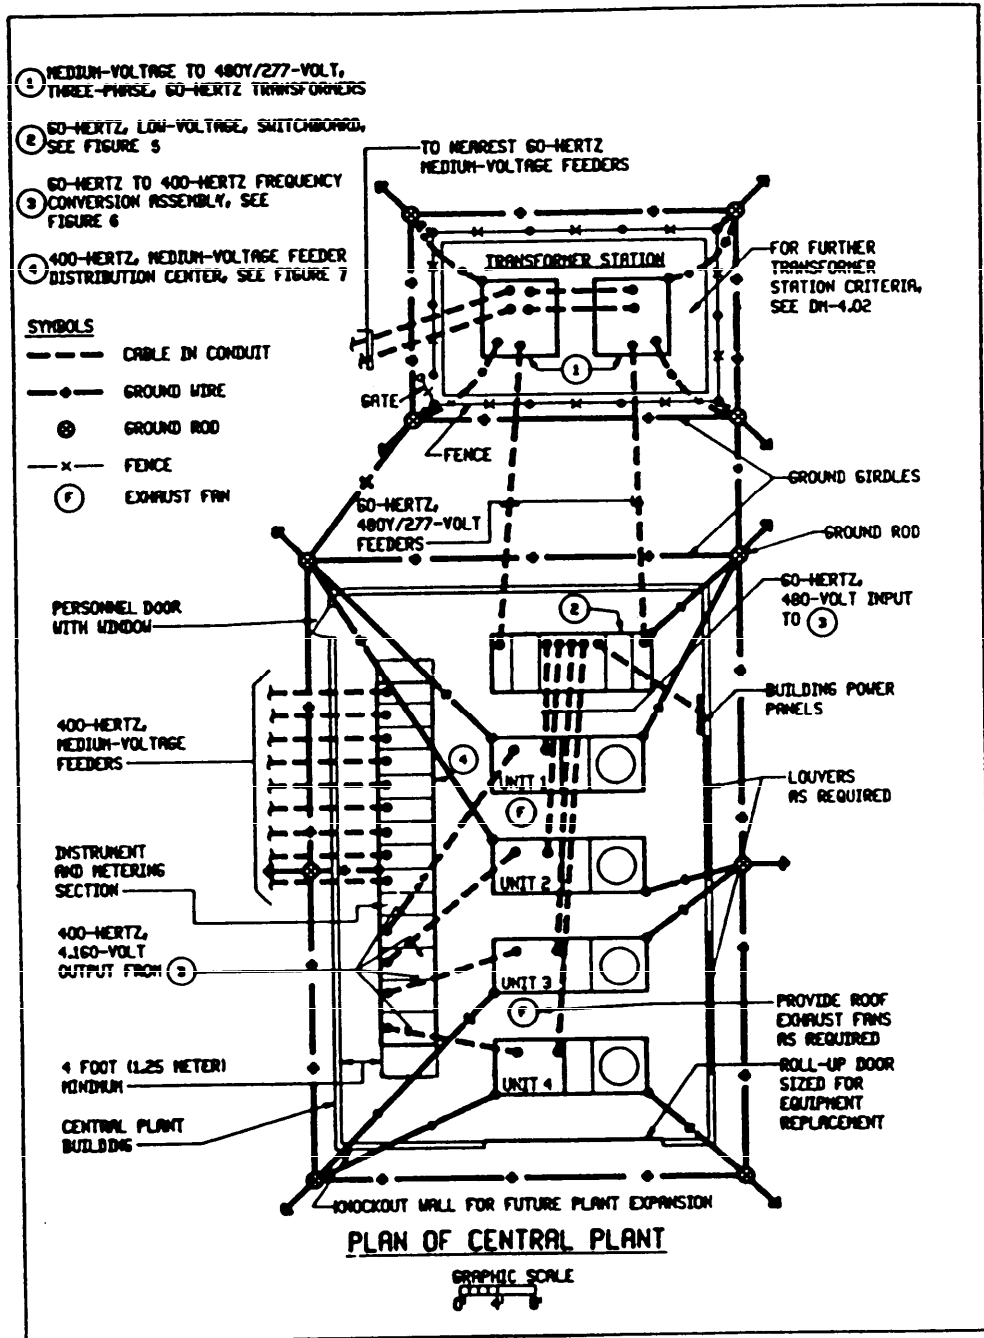 1 MEDIUM-VOLTAGE TO 480Y/277-VOLT,
THREE-PHASE, 60-HERTZ TRANSFORMERS
2 60-HERTZ, LOW-VOLTAGE, SWITCHBOARD,
SEE FIGURE 5
3 60-HERTZ TO 400-HERTZ FREQUENCY
CONVERSION ASSEMBLY, SEE
FIGURE 6
4 400-HERTZ, MEDIUM-VOLTAGE FEEDER
DISTRIBUTION CENTER, SEE FIGURE 7
SYMBOLS
CABLE IN CONDUIT
GROUND WIRE
GROUND ROD
FENCE
F EXHAUST FAN
TO NEAREST 60-HERTZ
MEDIUM-VOLTAGE FEEDERS
TRANSFORMER STATION
FOR FURTHER
TRANSFORMER
STATION CRITERIA,
SEE DM-4.02
1
GATE
FENCE
GROUND GIRDLES
60-HERTZ,
480Y/277-VOLT
FEEDERS
GROUND ROD
60-HERTZ,
480-VOLT INPUT
TO 3
PERSONNEL DOOR
WITH WINDOW
2
BUILDING POWER
PANELS
400-HERTZ,
MEDIUM-VOLTAGE
FEEDERS
4
UNIT 1
F
LOUVERS
AS REQUIRED
INSTRUMENT
AND METERING
SECTION
UNIT 2
400-HERTZ,
4,160-VOLT
OUTPUT FROM 3
UNIT 3
F
PROVIDE ROOF
EXHAUST FANS
AS REQUIRED
4 FOOT (1.25 METER)
MINIMUM
UNIT 4
ROLL-UP DOOR
SIZED FOR
EQUIPMENT
REPLACEMENT
CENTRAL PLANT
BUILDING
KNOCKOUT WALL FOR FUTURE PLANT EXPANSION
PLAN OF CENTRAL PLANT
GRAPHIC SCALE
0' 4' 8'